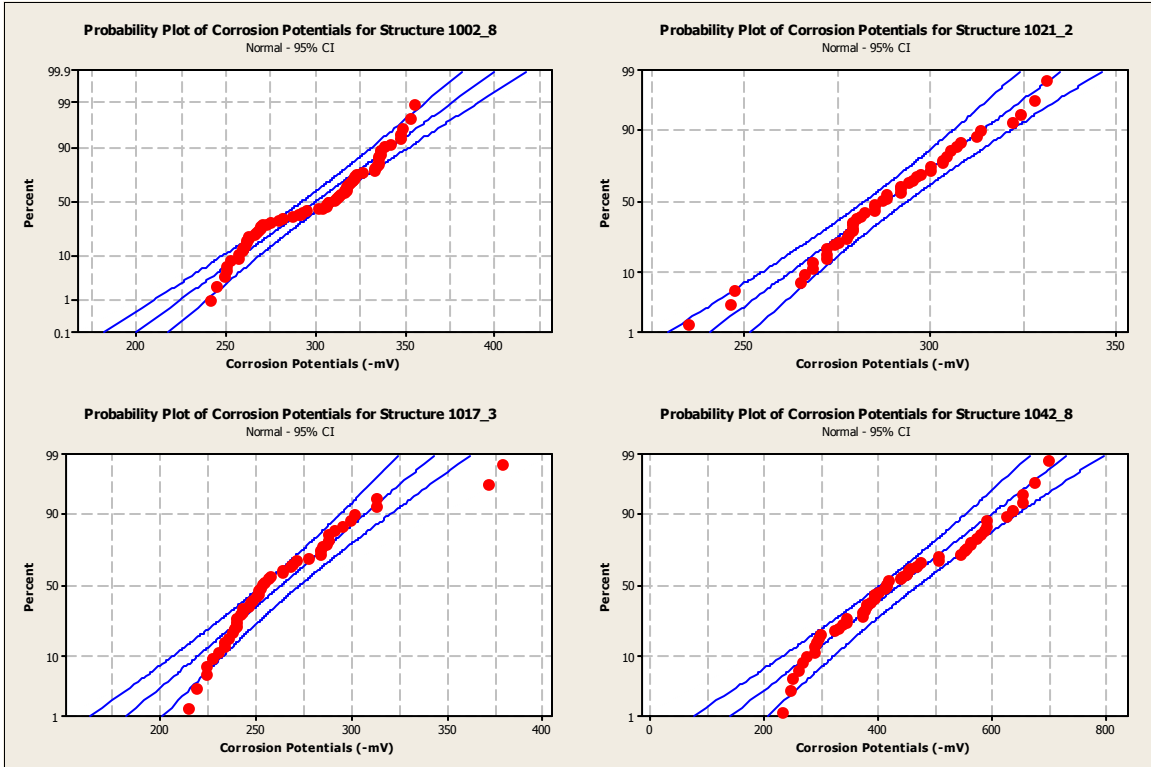 Probability Plot of Corrosion Potentials for Structure 1002_8
Normal - 95% CI
99.9
99
90
50
10
1
0.1
Percent
200
250
300
350
400
Corrosion Potentials (-mV)
Probability Plot of Corrosion Potentials for Structure 1021_2
Normal - 95% CI
99
90
50
10
1
Percent
250
300
350
Corrosion Potentials (-mV)
Probability Plot of Corrosion Potentials for Structure 1017_3
Normal - 95% CI
99
90
50
10
1
Percent
200
250
300
350
400
Corrosion Potentials (-mV)
Probability Plot of Corrosion Potentials for Structure 1042_8
Normal - 95% CI
99
90
50
10
1
Percent
0
200
400
600
800
Corrosion Potentials (-mV)